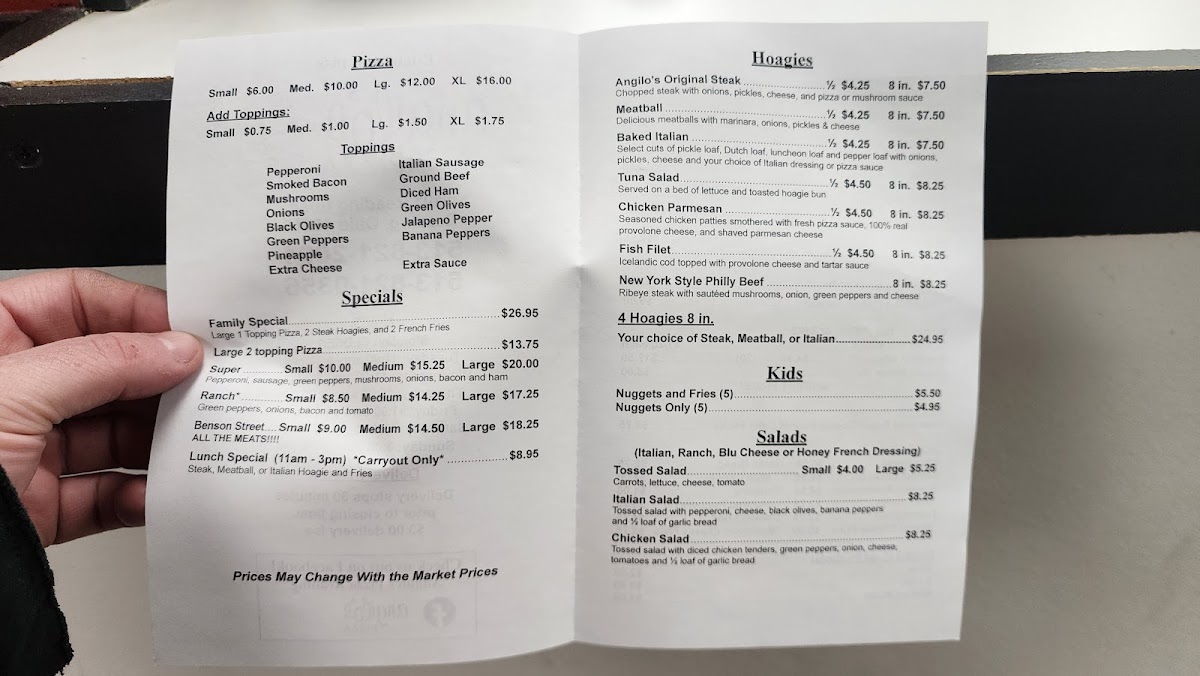 Pizza
Small $6.00 Med. $10.00 Lg. $12.00 XL $16.00
Add Toppings:
Small $0.75 Med. $1.00 Lg. $1.50 XL $1.75
Toppings
Pepperoni Italian Sausage
Smoked Bacon Ground Beef
Mushrooms Diced Ham
Onions Green Olives
Black Olives Jalapeno Pepper
Green Peppers Banana Peppers
Pineapple
Extra Cheese Extra Sauce
Specials
Family Special $26.95
Large 1 Topping Pizza, 2 Steak Hoagies, and 2 French Fries
Large 2 topping Pizza $13.75
Super Small $10.00 Medium $15.25 Large $20.00
Pepperoni, sausage, green peppers, mushrooms, onions, bacon and ham
Ranch* Small $8.50 Medium $14.25 Large $17.25
Green peppers, onions, bacon and tomato
Benson Street Small $9.00 Medium $14.50 Large $18.25
ALL THE MEATS!!!!
Lunch Special (11am - 3pm) *Carryout Only* $8.95
Steak, Meatball, or Italian Hoagie and Fries
Prices May Change With the Market Prices
Hoagies
Angilo's Original Steak ½ $4.25 8 in. $7.50
Chopped steak with onions, pickles, cheese, and pizza or mushroom sauce
Meatball ½ $4.25 8 in. $7.50
Delicious meatballs with marinara, onions, pickles & cheese
Baked Italian ½ $4.25 8 in. $7.50
Select cuts of pickle loaf, Dutch loaf, luncheon loaf and pepper loaf with onions,
pickles, cheese and your choice of Italian dressing or pizza sauce
Tuna Salad ½ $4.50 8 in. $8.25
Served on a bed of lettuce and toasted hoagie bun
Chicken Parmesan ½ $4.50 8 in. $8.25
Seasoned chicken patties smothered with fresh pizza sauce, 100% real
provolone cheese, and shaved parmesan cheese
Fish Filet ½ $4.50 8 in. $8.25
Icelandic cod topped with provolone cheese and tartar sauce
New York Style Philly Beef 8 in. $8.25
Ribeye steak with sautéed mushrooms, onion, green peppers and cheese
4 Hoagies 8 in.
Your choice of Steak, Meatball, or Italian $24.95
Kids
Nuggets and Fries (5) $5.50
Nuggets Only (5) $4.95
Salads
(Italian, Ranch, Blu Cheese or Honey French Dressing)
Tossed Salad Small $4.00 Large $5.25
Carrots, lettuce, cheese, tomato
Italian Salad $8.25
Tossed salad with pepperoni, cheese, black olives, banana peppers
and ½ loaf of garlic bread
Chicken Salad $8.25
Tossed salad with diced chicken tenders, green peppers, onion, cheese,
tomatoes and ½ loaf of garlic bread